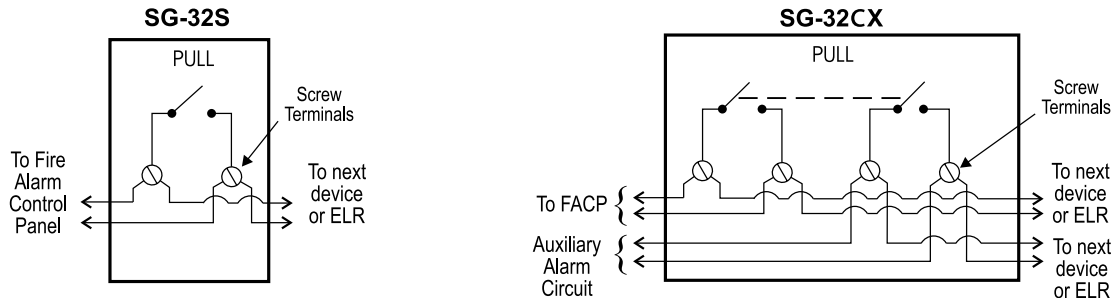 SG-32S
PULL
Screw
Terminals
To Fire
Alarm
Control
Panel
To next
device
or ELR
SG-32CX
PULL
Screw
Terminals
To FACP
To next
device
or ELR
Auxiliary
Alarm
Circuit
To next
device
or ELR